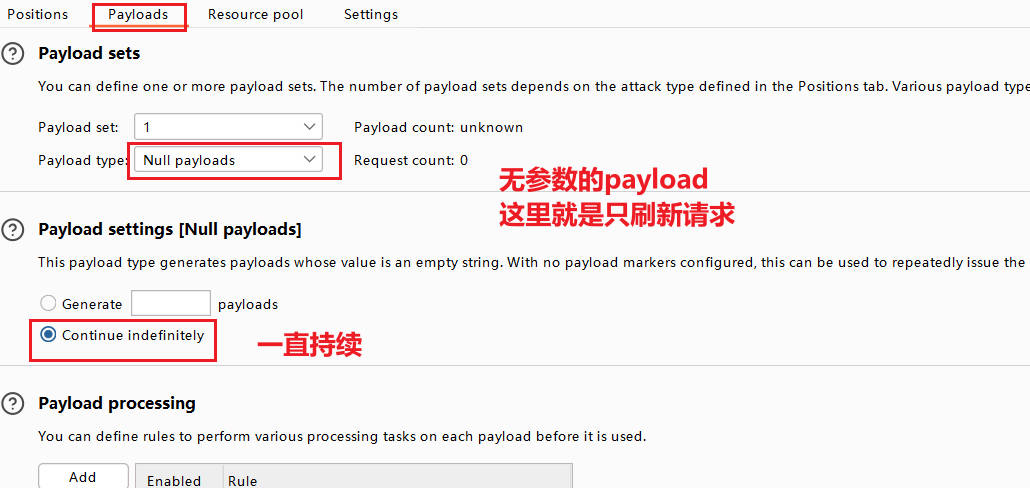 Positions Payloads Resource pool Settings
Payload sets
You can define one or more payload sets. The number of payload sets depends on the attack type defined in the Positions tab. Various payload type
Payload set: 1 Payload count: unknown
Payload type: Null payloads Request count: 0
无参数的payload
这里就是只刷新请求
Payload settings [Null payloads]
This payload type generates payloads whose value is an empty string. With no payload markers configured, this can be used to repeatedly issue the
Generate payloads
Continue indefinitely
一直持续
Payload processing
You can define rules to perform various processing tasks on each payload before it is used.
Add Enabled Rule